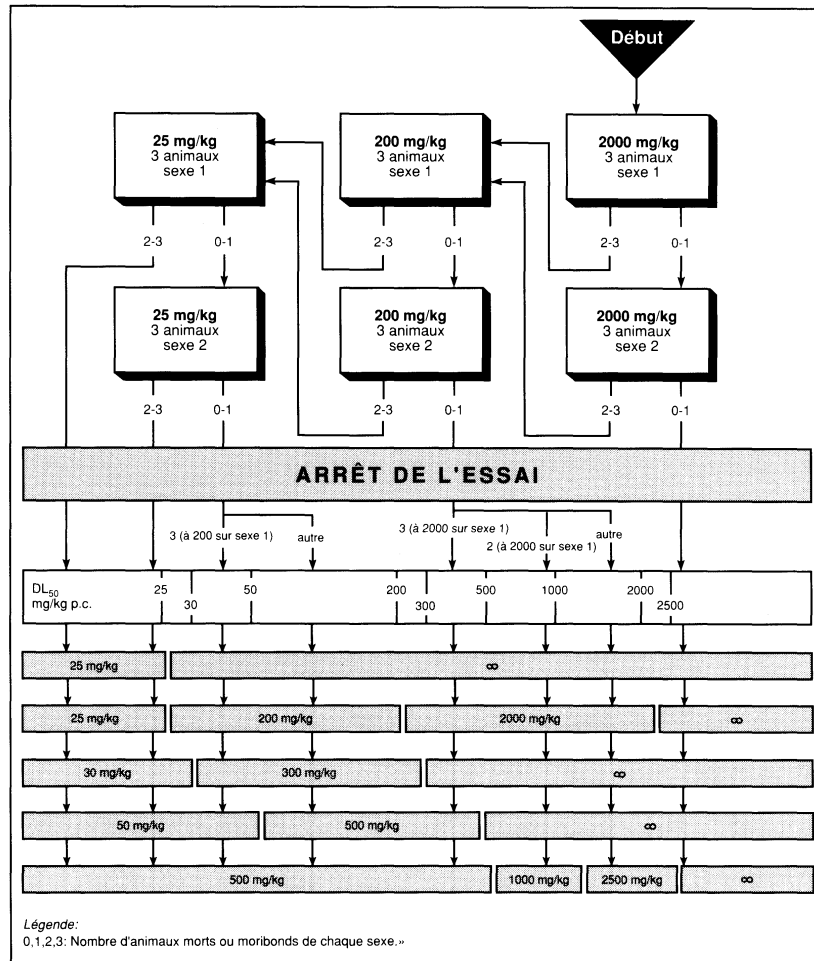 Début
25 mg/kg
3 animaux
sexe 1
200 mg/kg
3 animaux
sexe 1
2000 mg/kg
3 animaux
sexe 1
2-3 0-1 2-3 0-1 2-3 0-1
25 mg/kg
3 animaux
sexe 2
200 mg/kg
3 animaux
sexe 2
2000 mg/kg
3 animaux
sexe 2
2-3 0-1 2-3 0-1 2-3 0-1
ARRÊT DE L'ESSAI
3 (à 200 sur sexe 1) autre 3 (à 2000 sur sexe 1) autre
2 (à 2000 sur sexe 1)
DL50 25 50 200 500 1000 2000
mg/kg p.c. 30 300 2500
25 mg/kg ∞
25 mg/kg 200 mg/kg 2000 mg/kg ∞
30 mg/kg 300 mg/kg ∞
50 mg/kg 500 mg/kg ∞
500 mg/kg 1000 mg/kg 2500 mg/kg ∞
Légende:
0,1,2,3: Nombre d'animaux morts ou moribonds de chaque sexe.»